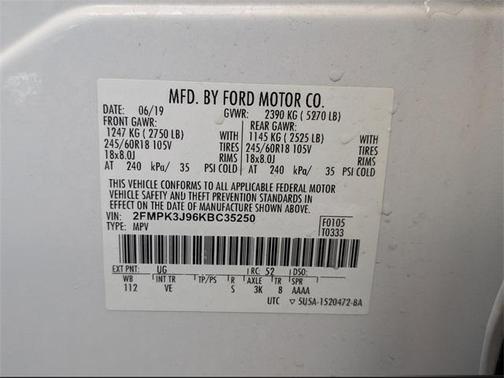 MFD. BY FORD MOTOR CO.
DATE: 06/19 GVWR: 2390 KG ( 5270 LB)
FRONT GAWR: REAR GAWR:
1247 KG ( 2750 LB) WITH 1145 KG ( 2525 LB) WITH
245/60R18 105V TIRES 245/60R18 105V TIRES
18x8.0J RIMS 18x8.0J RIMS
AT 240 kPa/ 35 PSI COLD AT 240 kPa/ 35 PSI COLD
THIS VEHICLE CONFORMS TO ALL APPLICABLE FEDERAL MOTOR
VEHICLE SAFETY AND THEFT PREVENTION STANDARDS IN
EFFECT ON THE DATE OF MANUFACTURE SHOWN ABOVE.
VIN: 2FMPK3J96KBC35250 F0105
TYPE: MPV T0333
EXT PNT: UG RC: 52 DSO:
WB INT TR TP/PS R AXLE TR SPR
112 VE S 3K 8 AAAA
UTC ▽ 5U5A-1520472-BA